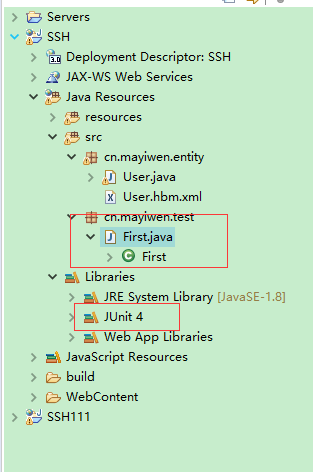 Servers
SSH
3.0 Deployment Descriptor: SSH
JAX-WS Web Services
Java Resources
resources
src
cn.mayiwen.entity
User.java
User.hbm.xml
cn.mayiwen.test
First.java
First
Libraries
JRE System Library [JavaSE-1.8]
JUnit 4
Web App Libraries
JavaScript Resources
build
WebContent
SSH111